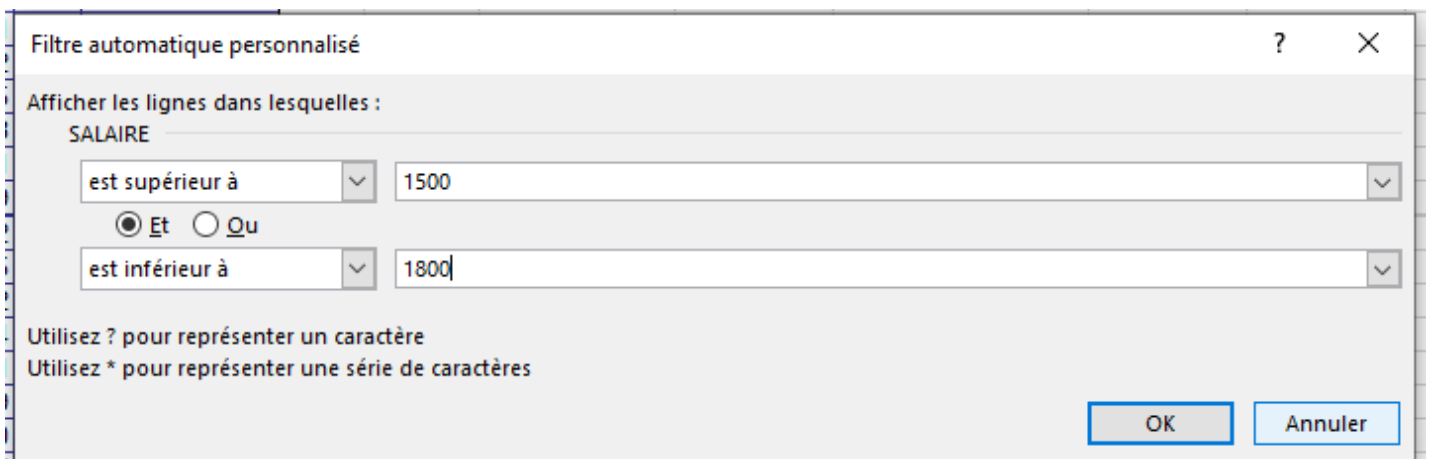 Filtre automatique personnalisé ?
Afficher les lignes dans lesquelles :
SALAIRE
est supérieur à 1500
Et Ou
est inférieur à 1800
Utilisez ? pour représenter un caractère
Utilisez * pour représenter une série de caractères
OK Annuler